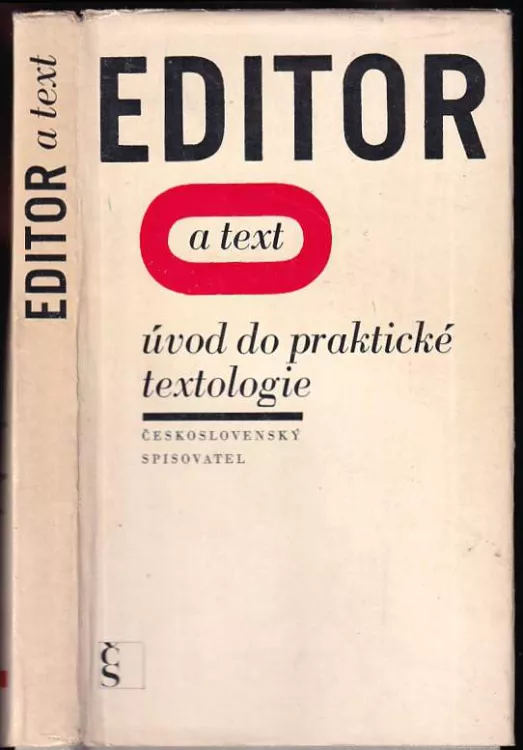 EDITOR a text
EDITOR
a text
úvod do praktické
textologie
ČESKOSLOVENSKÝ
SPISOVATEL
Čs